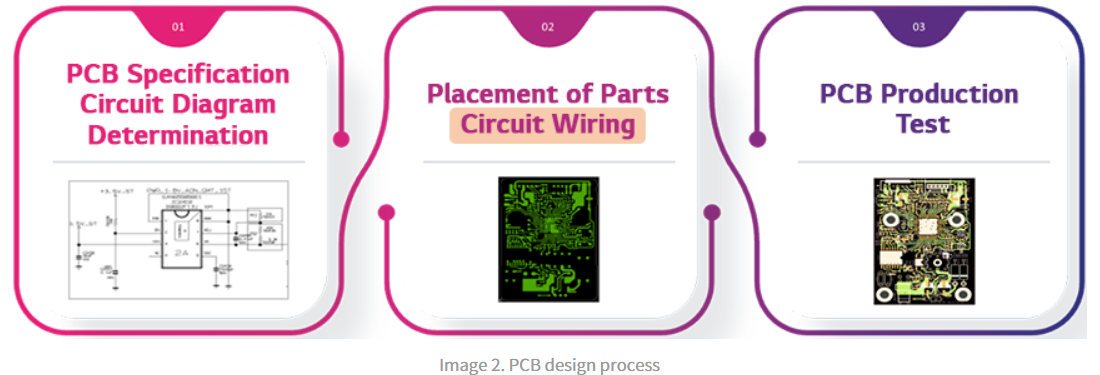 01
PCB Specification
Circuit Diagram
Determination
02
Placement of Parts
Circuit Wiring
03
PCB Production
Test
2A
Image 2. PCB design process